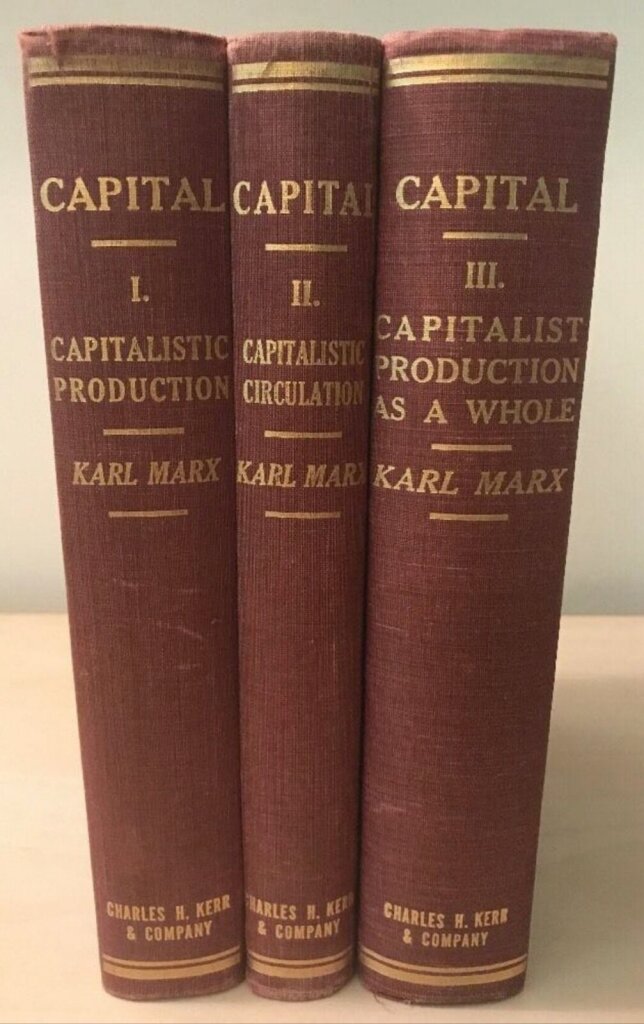 CAPITAL
I.
CAPITALISTIC
PRODUCTION
KARL MARX
CHARLES H. KERR
& COMPANY
CAPITAL
II.
CAPITALISTIC
CIRCULATION
KARL MARX
CHARLES H. KERR
& COMPANY
CAPITAL
III.
CAPITALIST
PRODUCTION
AS A WHOLE
KARL MARX
CHARLES H. KERR
& COMPANY